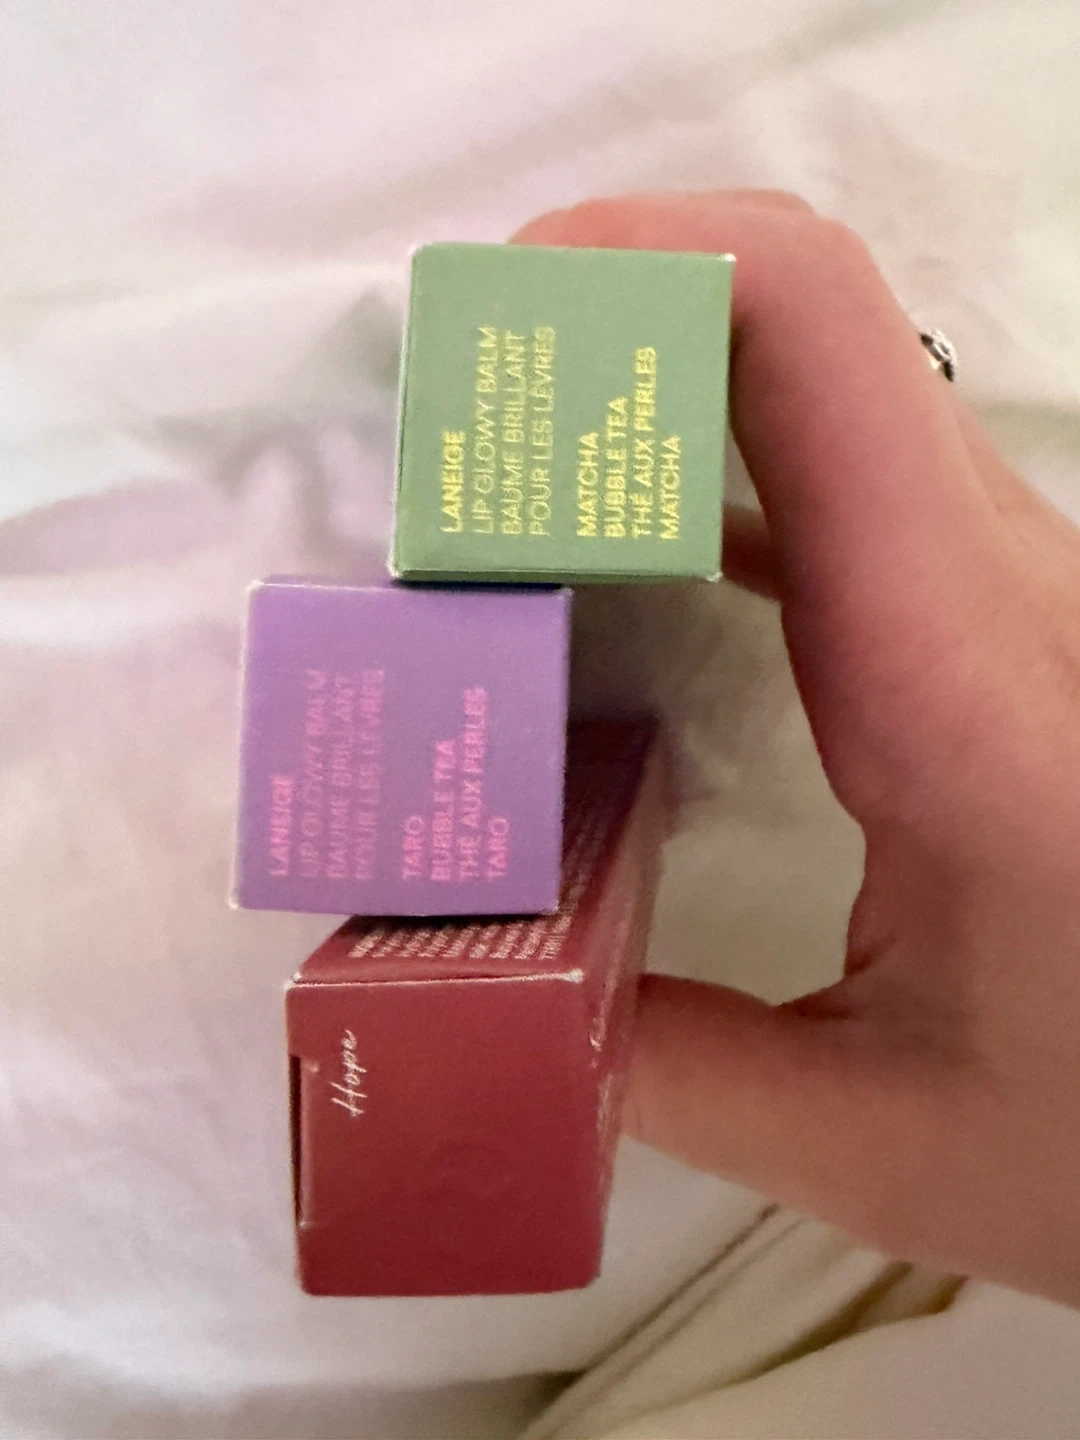 LANEIGE
LIP GLOWY BALM
BAUME BRILLANT
POUR LES LÈVRES
MATCHA
BUBBLE TEA
THÉ AUX PERLES
MATCHA
LANEIGE
LIP GLOWY BALM
BAUME BRILLANT
POUR LES LÈVRES
TARO
BUBBLE TEA
THÉ AUX PERLES
TARO
Hope